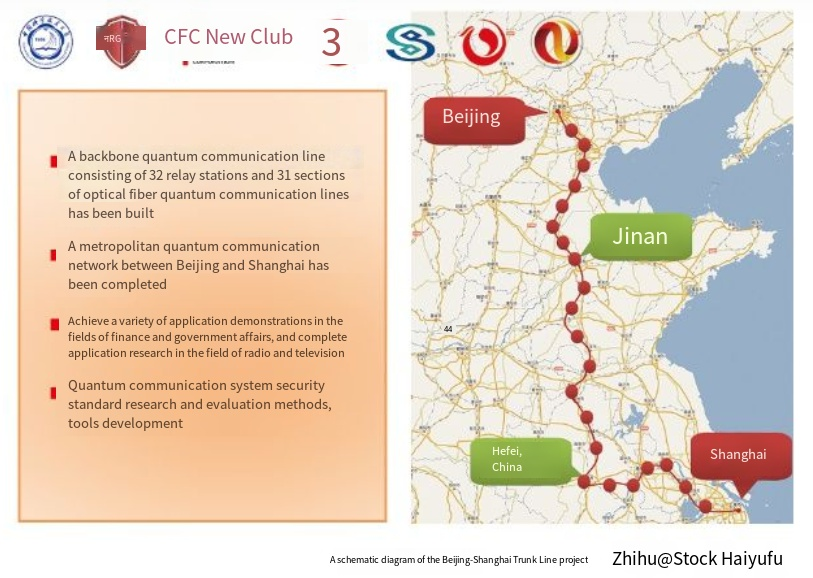 CFC New Club
3
RRG
A backbone quantum communication line
consisting of 32 relay stations and 31 sections
of optical fiber quantum communication lines
has been built
A metropolitan quantum communication
network between Beijing and Shanghai has
been completed
Achieve a variety of application demonstrations in the
fields of finance and government affairs, and complete
application research in the field of radio and television
Quantum communication system security
standard research and evaluation methods,
tools development
Beijing
Jinan
44
Hefei,
China
Shanghai
A schematic diagram of the Beijing-Shanghai Trunk Line project
Zhihu@Stock Haiyufu